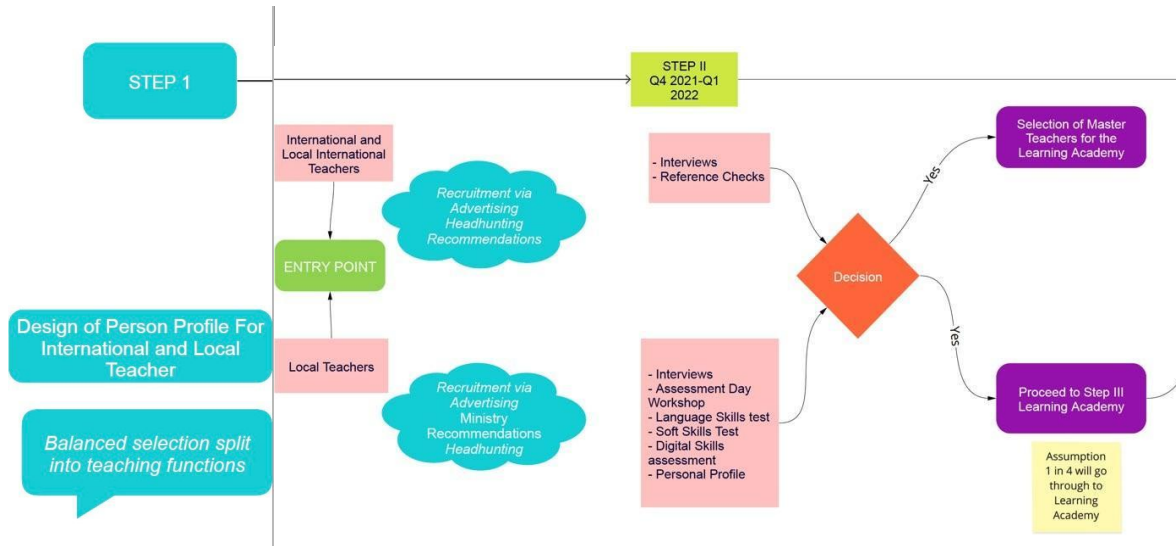 STEP 1
STEP II
Q4 2021-Q1
2022
International and
Local International
Teachers
Recruitment via
Advertising
Headhunting
Recommendations
ENTRY POINT
Design of Person Profile For
International and Local
Teacher
Local Teachers
Recruitment via
Advertising
Ministry
Recommendations
Headhunting
Balanced selection split
into teaching functions
- Interviews
- Reference Checks
- Interviews
- Assessment Day
Workshop
- Language Skills test
- Soft Skills Test
- Digital Skills
assessment
- Personal Profile
Decision
Yes
Selection of Master
Teachers for the
Learning Academy
Yes
Proceed to Step III
Learning Academy
Assumption
1 in 4 will go
through to
Learning
Academy